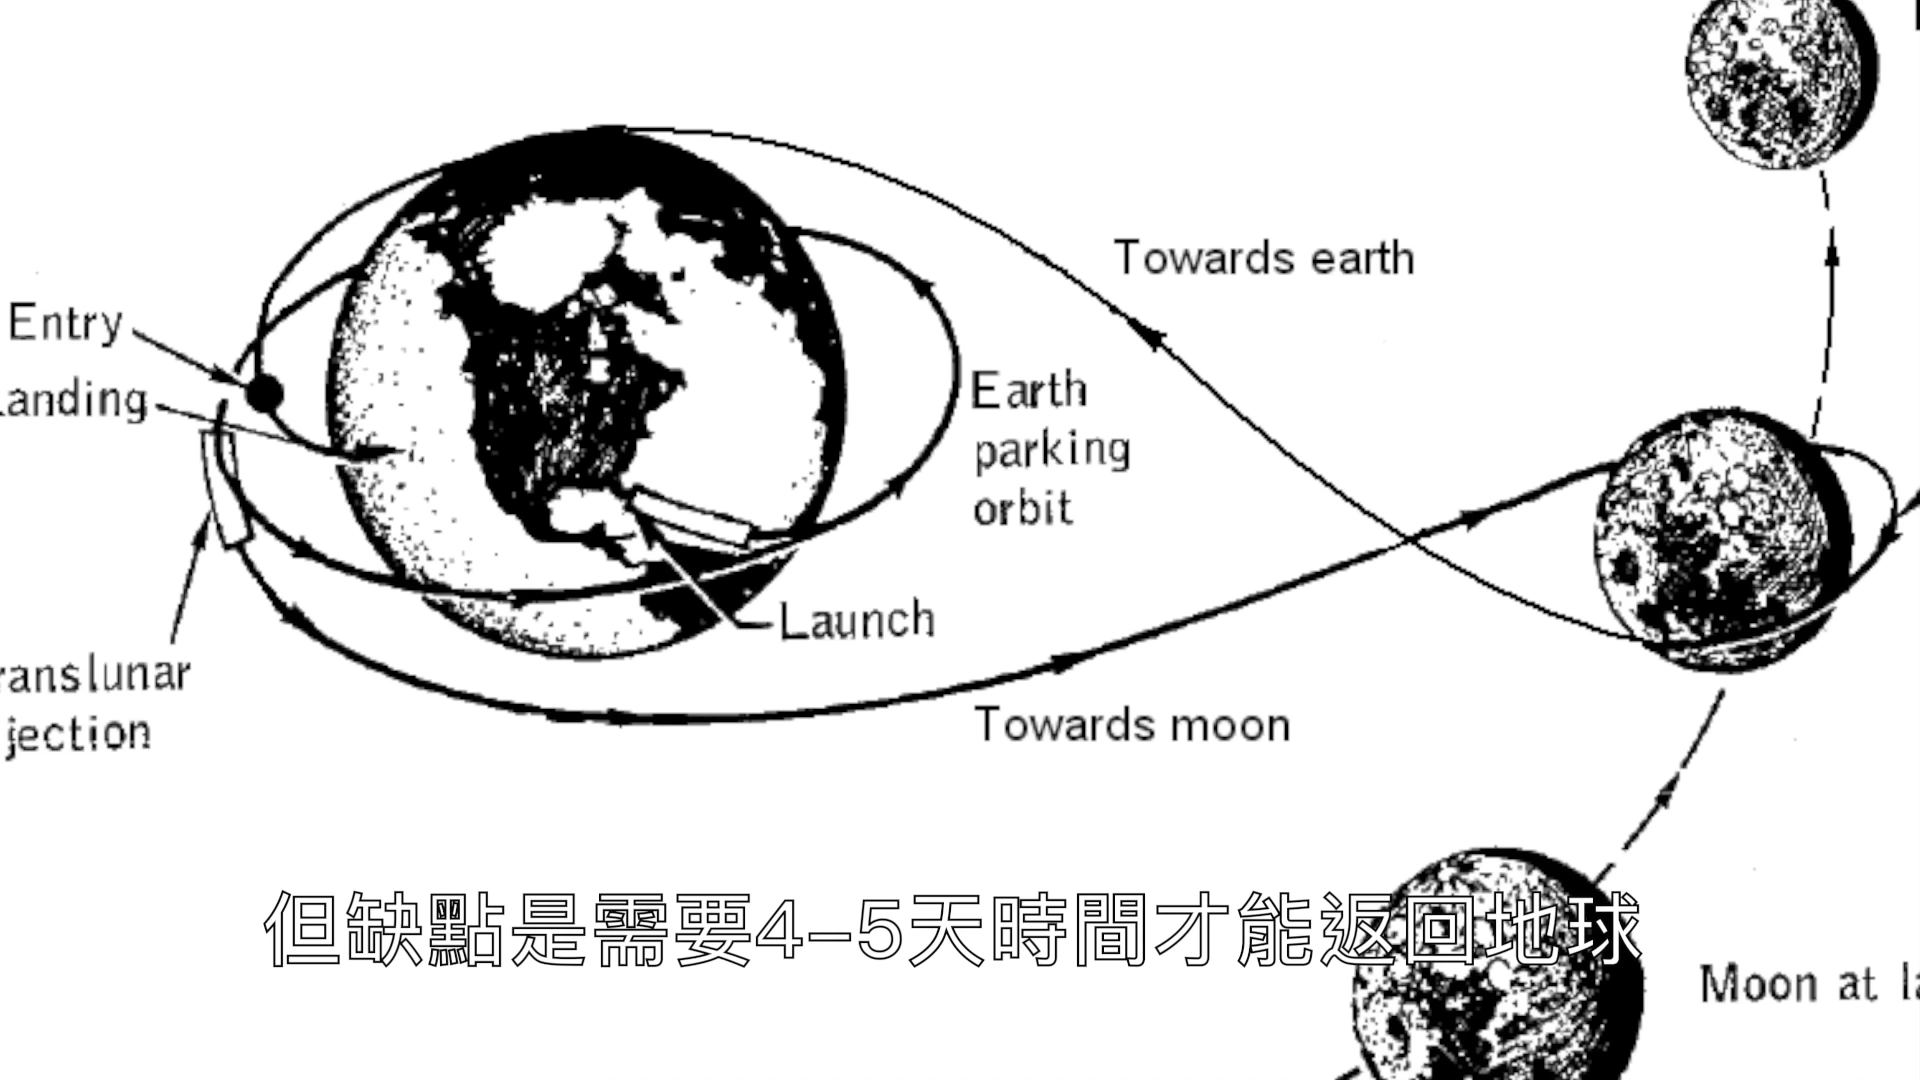 Towards earth
Entry
Landing
Earth
parking
orbit
Launch
ranslunar
jection
Towards moon
但缺點是需要4-5天時間才能返回地球
Moon at la